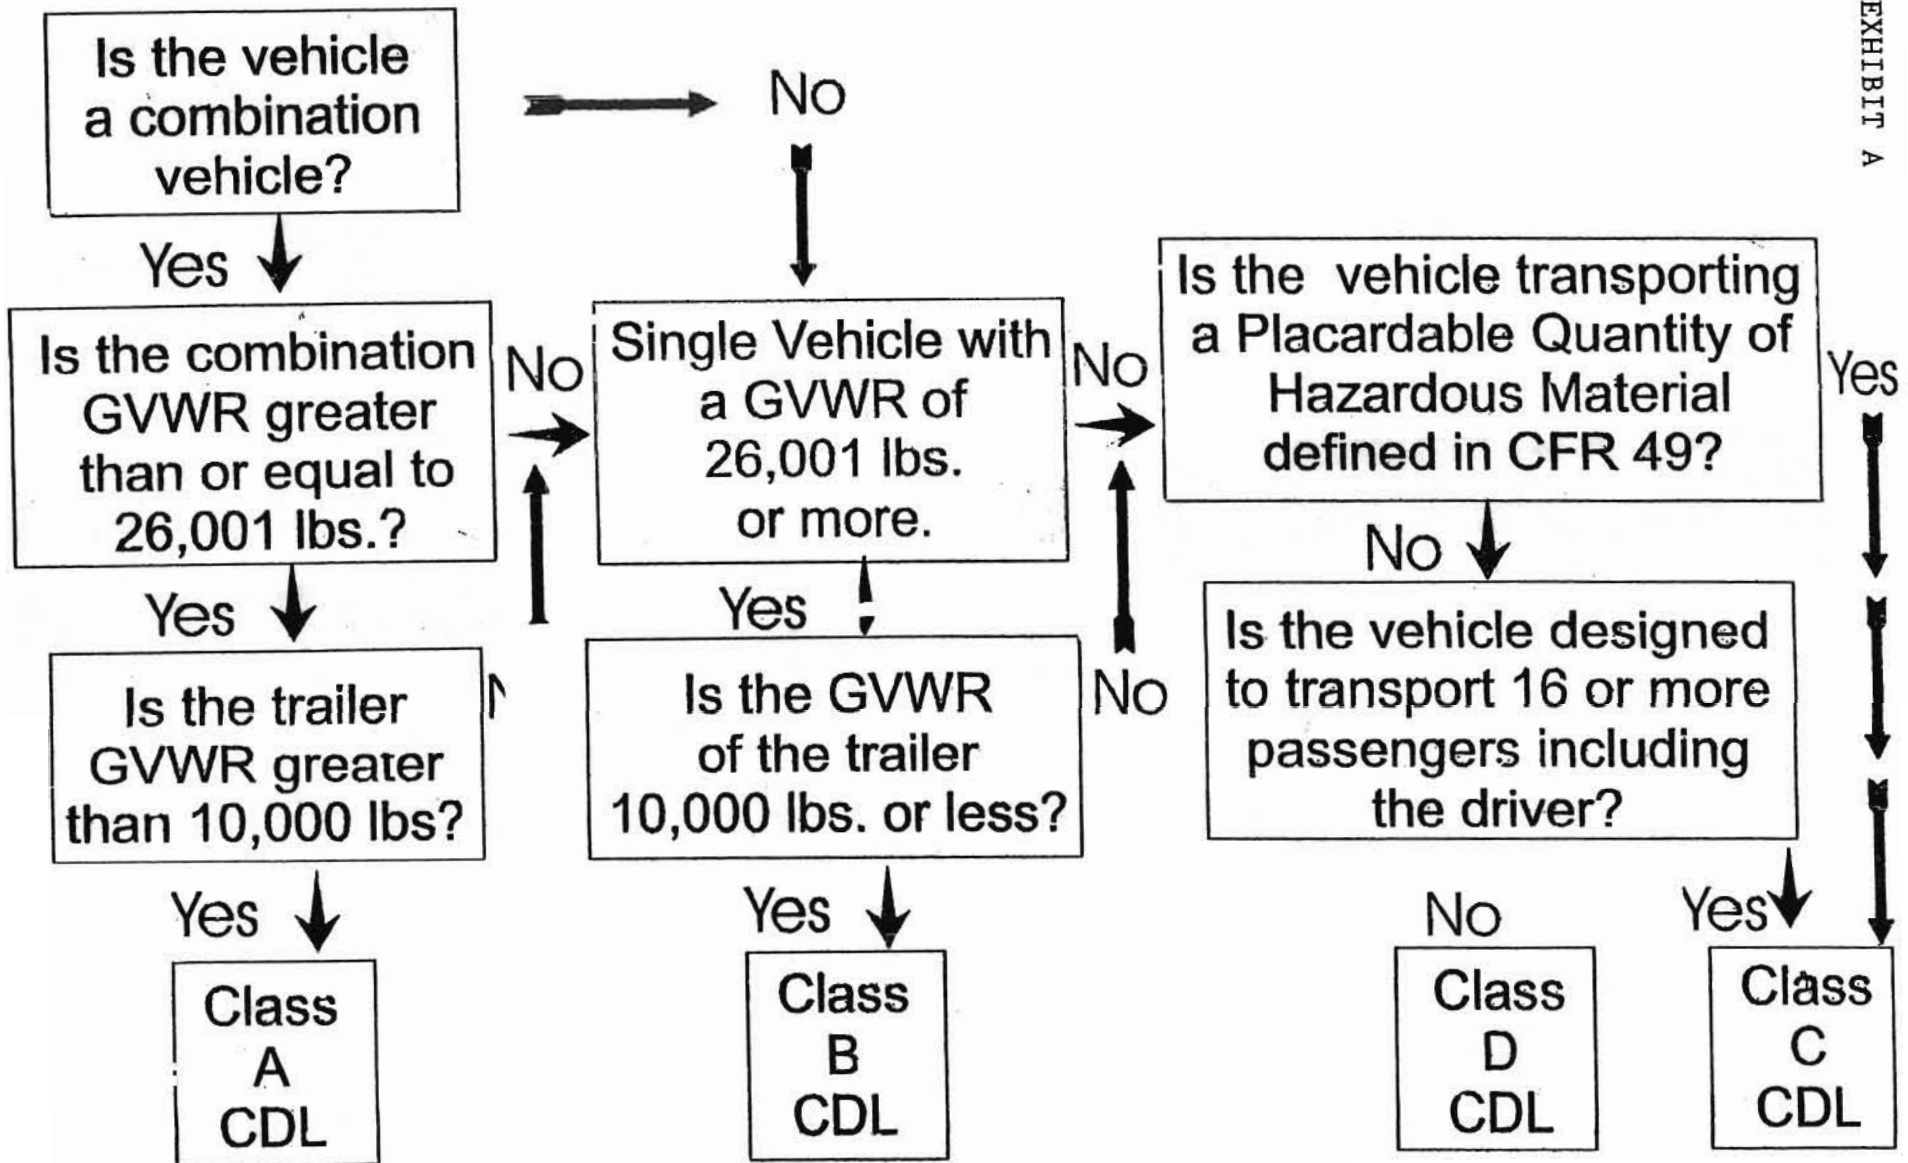 EXHIBIT A
Is the vehicle
a combination
vehicle?
No
Yes
Is the combination
GVWR greater
than or equal to
26,001 lbs.?
No
Single Vehicle with
a GVWR of
26,001 lbs.
or more.
No
Is the vehicle transporting
a Placardable Quantity of
Hazardous Material
defined in CFR 49?
Yes
Yes
Yes
No
Is the trailer
GVWR greater
than 10,000 lbs?
Is the GVWR
of the trailer
10,000 lbs. or less?
No
Is the vehicle designed
to transport 16 or more
passengers including
the driver?
Yes
Yes
No
Yes
Class
A
CDL
Class
B
CDL
Class
D
CDL
Class
C
CDL